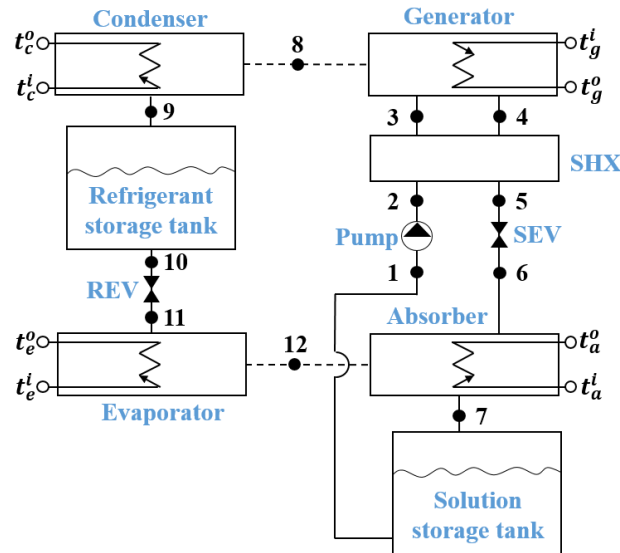 Condenser
Generator
t_c^o
8
t_g^i
t_c^i
t_g^o
9
3
4
SHX
Refrigerant
storage tank
2
5
Pump
SEV
10
1
6
REV
11
Absorber
t_e^o
12
t_a^o
t_e^i
t_a^i
Evaporator
7
Solution
storage tank